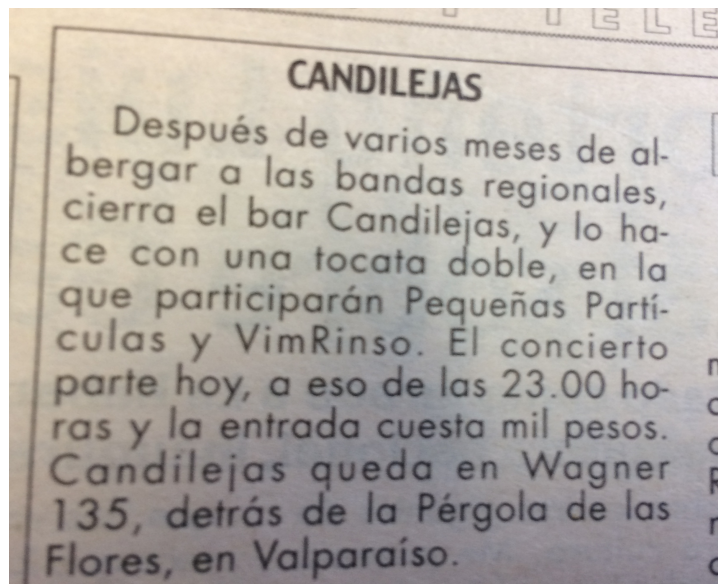 TELE
CANDILEJAS
Después de varios meses de al-
bergar a las bandas regionales,
cierra el bar Candilejas, y lo ha-
ce con una tocata doble, en la
que participarán Pequeñas Partí-
culas y VimRinso. El concierto
parte hoy, a eso de las 23.00 ho-
ras y la entrada cuesta mil pesos.
Candilejas queda en Wagner
135, detrás de la Pérgola de las
Flores, en Valparaíso.